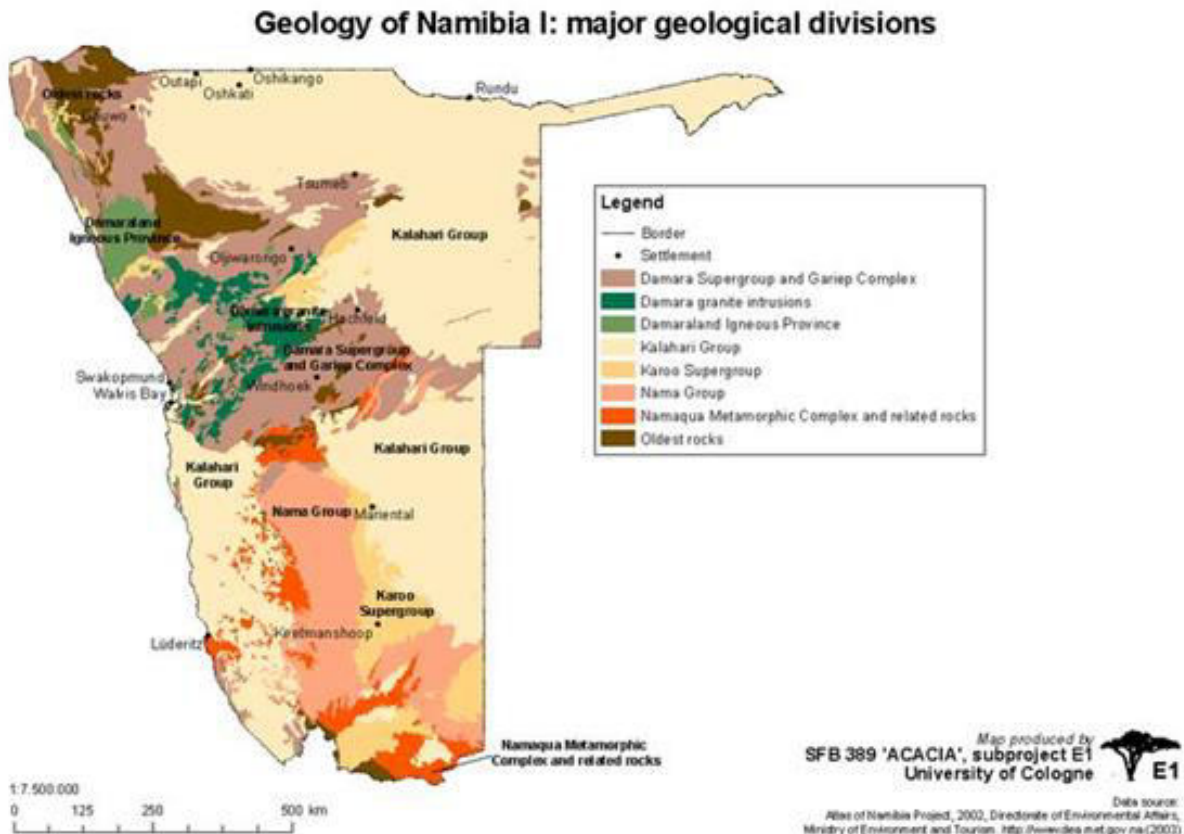 Geology of Namibia I: major geological divisions
Outapi
Oshikango
Oshkati
Rundu
Oldest rocks
Tsumeb
Damaraland
Igneous Province
Kalahari Group
Otjiwarongo
Damara granite
intrusions
Hochfeld
Damara Supergroup
and Gariep Complex
Windhoek
Swakopmund
Walvis Bay
Kalahari
Group
Kalahari Group
Nama Group
Mariental
Karoo
Supergroup
Keetmanshoop
Lüderitz
Namaqua Metamorphic
Complex and related rocks
Legend
Border
Settlement
Damara Supergroup and Gariep Complex
Damara granite intrusions
Damaraland Igneous Province
Kalahari Group
Karoo Supergroup
Nama Group
Namaqua Metamorphic Complex and related rocks
Oldest rocks
1:7.500.000
0 125 250 500 km
Map produced by
SFB 389 'ACACIA', subproject E1
University of Cologne
E1
Data source:
Atlas of Namibia Project, 2002, Directorate of Environmental Affairs,
Ministry of Environment and Tourism (2003)